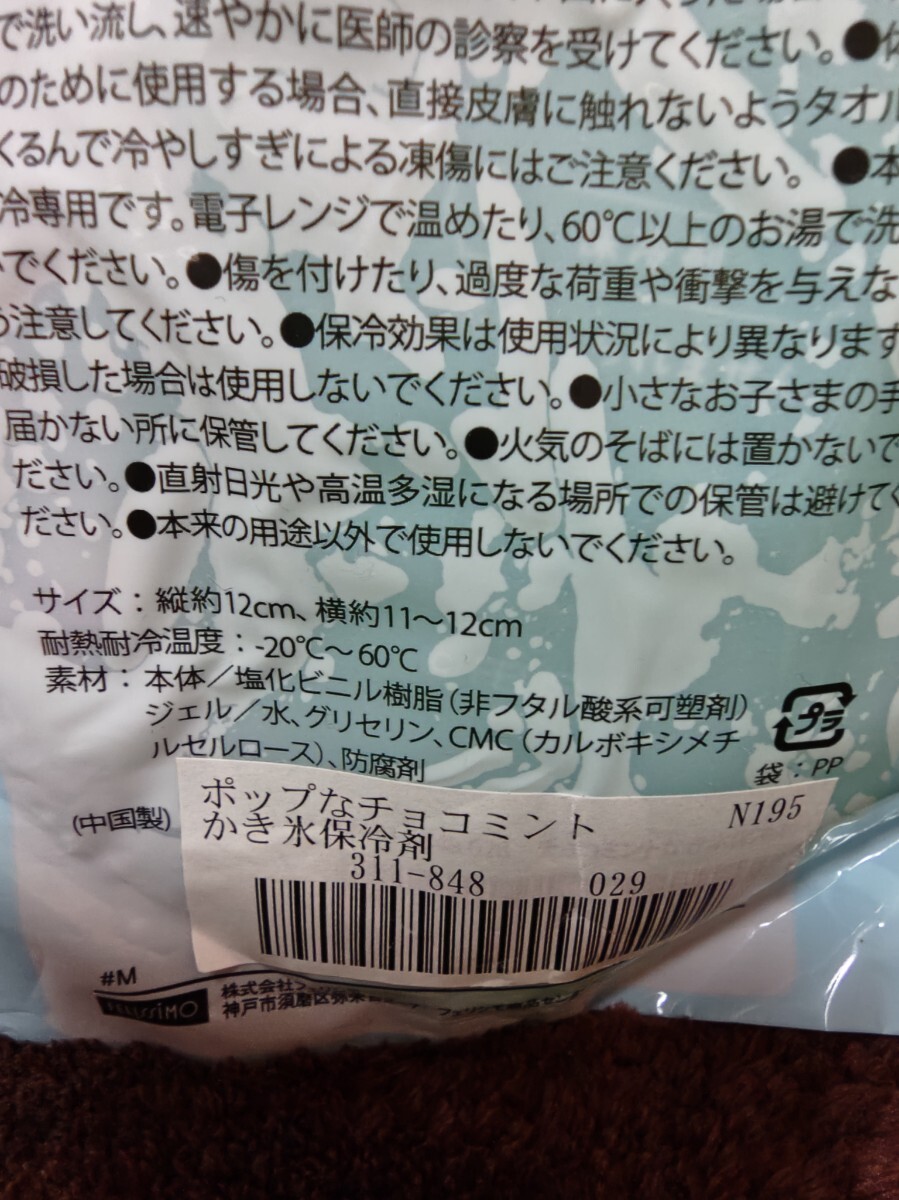 で洗い流し、速やかに医師の診察を受けてください。●体
のために使用する場合、直接皮膚に触れないようタオル
くるんで冷やしすぎによる凍傷にはご注意ください。 ●本
冷専用です。電子レンジで温めたり、60℃以上のお湯で洗
でください。●傷を付けたり、過度な荷重や衝撃を与えな
う注意してください。●保冷効果は使用状況により異なります
破損した場合は使用しないでください。●小さなお子さまの手
届かない所に保管してください。●火気のそばには置かないで
ださい。●直射日光や高温多湿になる場所での保管は避けてく
ださい。●本来の用途以外で使用しないでください。
サイズ：縦約12cm、横約11〜12cm
耐熱耐冷温度：-20℃〜60℃
素材：本体／塩化ビニル樹脂（非フタル酸系可塑剤）
ジェル／水、グリセリン、CMC（カルボキシメチ
ルセルロース）、防腐剤
プラ
袋：PP
(中国製)
ポップなチョコミント N195
かき氷保冷剤
311-848 029
#M
FELISSIMO
株式会社
神戸市須磨区弥